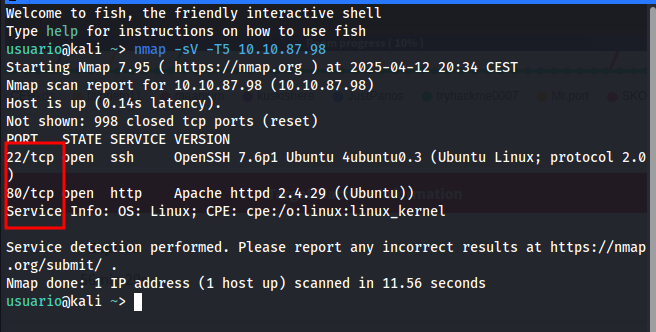 Welcome to fish, the friendly interactive shell
Type help for instructions on how to use fish
usuario@kali ~> nmap -sV -T5 10.10.87.98
Starting Nmap 7.95 ( https://nmap.org ) at 2025-04-12 20:34 CEST
Nmap scan report for 10.10.87.98 (10.10.87.98)
Host is up (0.14s latency).
Not shown: 998 closed tcp ports (reset)
PORT   STATE SERVICE VERSION
22/tcp open  ssh     OpenSSH 7.6p1 Ubuntu 4ubuntu0.3 (Ubuntu Linux; protocol 2.0
)
80/tcp open  http    Apache httpd 2.4.29 ((Ubuntu))
Service Info: OS: Linux; CPE: cpe:/o:linux:linux_kernel

Service detection performed. Please report any incorrect results at https://nmap
.org/submit/ .
Nmap done: 1 IP address (1 host up) scanned in 11.56 seconds
usuario@kali ~>